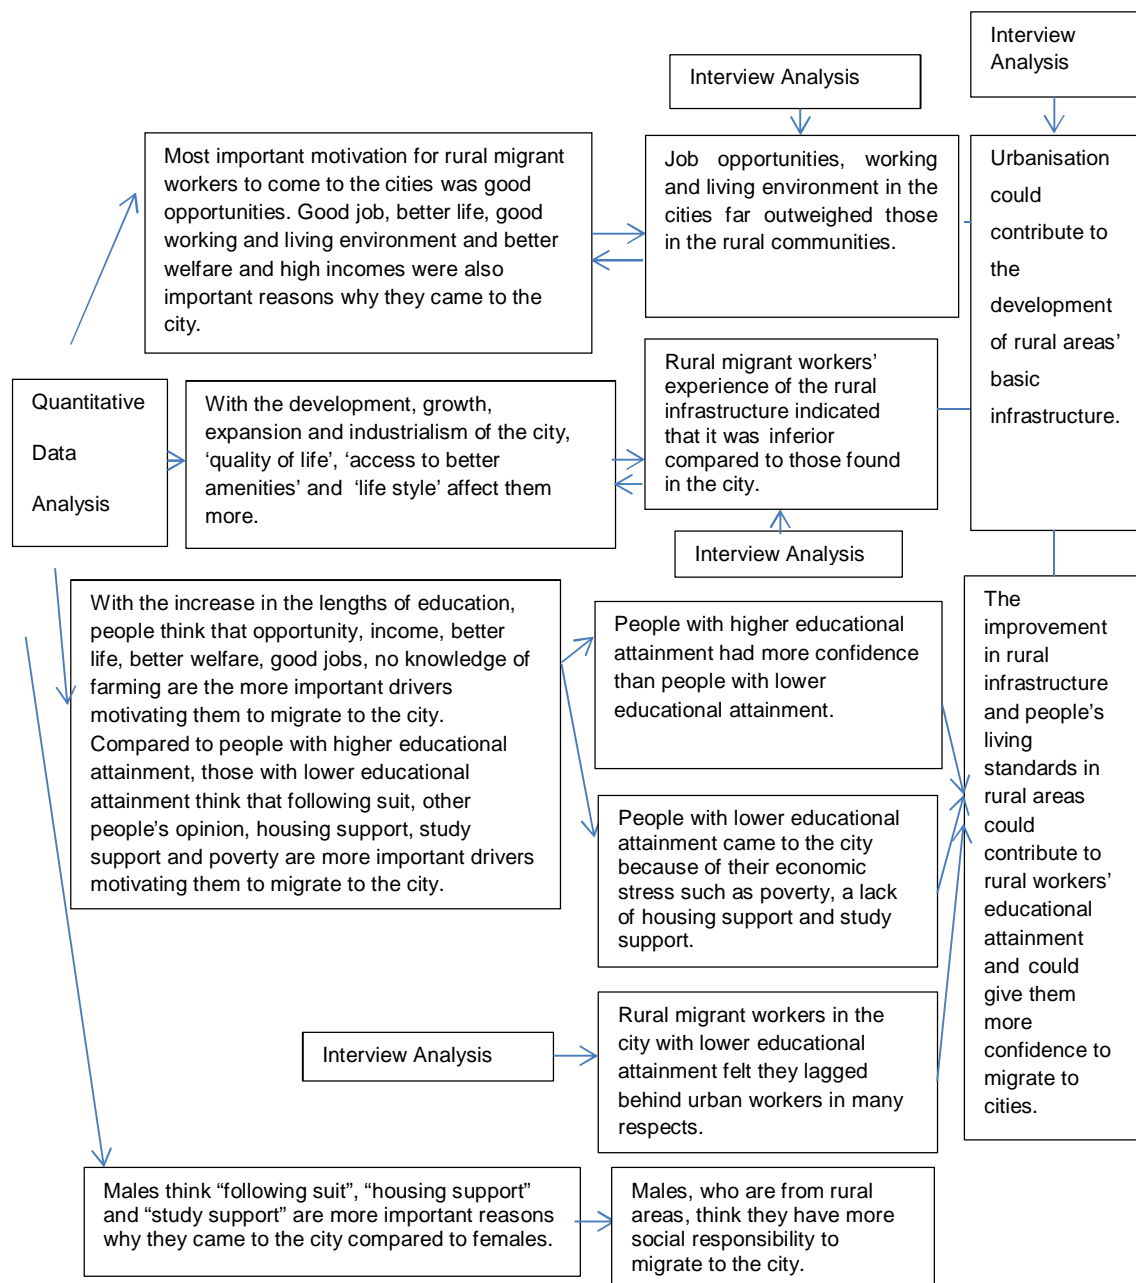 Interview
Analysis
Interview Analysis
Most important motivation for rural migrant
workers to come to the cities was good
opportunities. Good job, better life, good
working and living environment and better
welfare and high incomes were also
important reasons why they came to the
city.
Job opportunities, working
and living environment in the
cities far outweighed those
in the rural communities.
Urbanisation
could
contribute to
the
development
of rural areas’
basic
infrastructure.
Quantitative
Data
Analysis
With the development, growth,
expansion and industrialism of the city,
‘quality of life’, ‘access to better
amenities’ and ‘life style’ affect them
more.
Rural migrant workers’
experience of the rural
infrastructure indicated
that it was inferior
compared to those found
in the city.
Interview Analysis
With the increase in the lengths of education,
people think that opportunity, income, better
life, better welfare, good jobs, no knowledge of
farming are the more important drivers
motivating them to migrate to the city.
Compared to people with higher educational
attainment, those with lower educational
attainment think that following suit, other
people’s opinion, housing support, study
support and poverty are more important drivers
motivating them to migrate to the city.
People with higher educational
attainment had more confidence
than people with lower
educational attainment.
People with lower educational
attainment came to the city
because of their economic
stress such as poverty, a lack
of housing support and study
support.
The
improvement
in rural
infrastructure
and people’s
living
standards in
rural areas
could
contribute to
rural workers’
educational
attainment
and could
give them
more
confidence to
migrate to
cities.
Interview Analysis
Rural migrant workers in the
city with lower educational
attainment felt they lagged
behind urban workers in many
respects.
Males think “following suit”, “housing support”
and “study support” are more important reasons
why they came to the city compared to females.
Males, who are from rural
areas, think they have more
social responsibility to
migrate to the city.